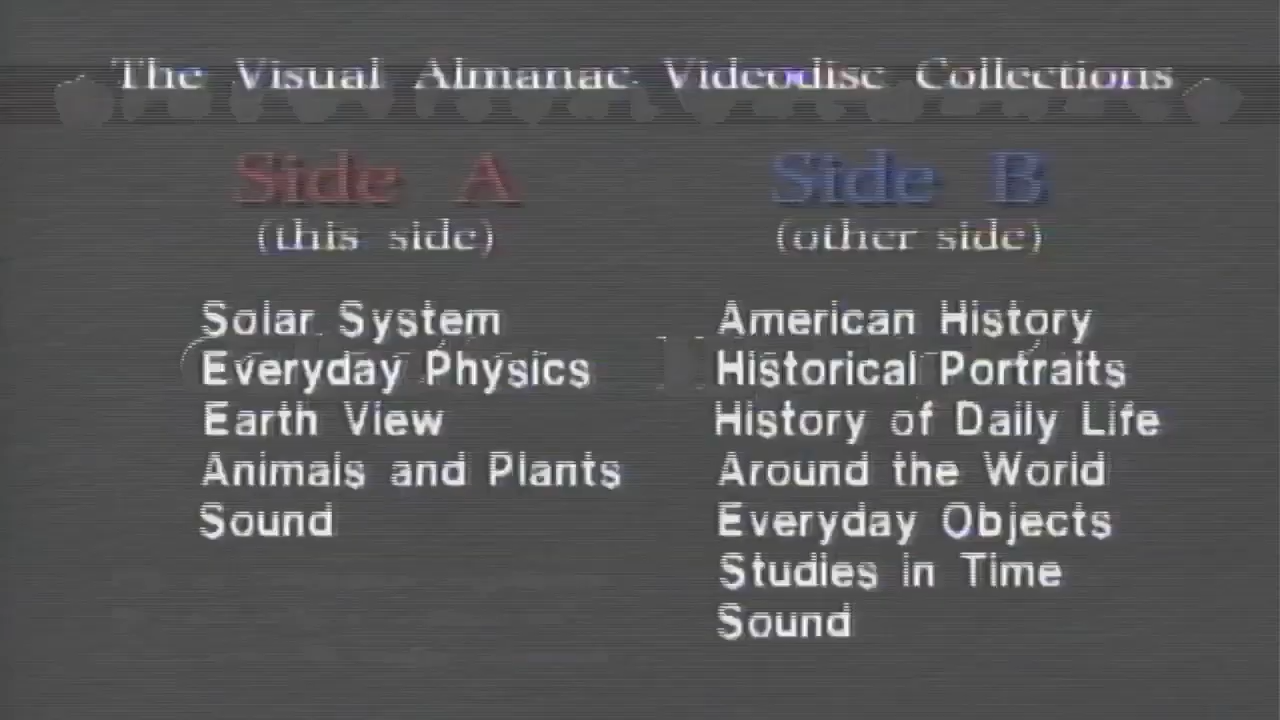 The Visual Almanac Videodisc Collections
Side A
(this side)
Solar System
Everyday Physics
Earth View
Animals and Plants
Sound
Side B
(other side)
American History
Historical Portraits
History of Daily Life
Around the World
Everyday Objects
Studies in Time
Sound